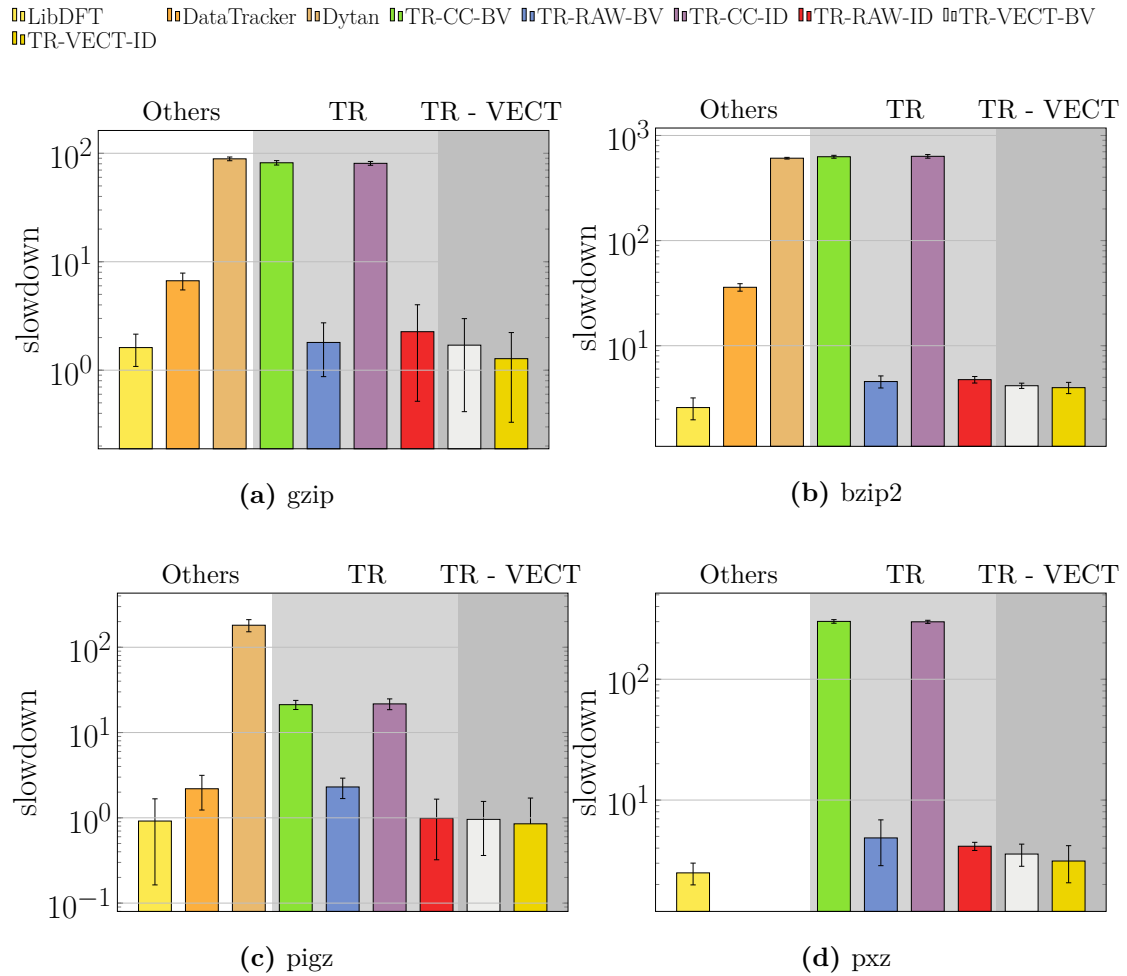 LibDFT DataTracker Dytan TR-CC-BV TR-RAW-BV TR-CC-ID TR-RAW-ID TR-VECT-BV
TR-VECT-ID
Others TR TR - VECT
10^2
10^1
10^0
slowdown
(a) gzip
10^3
10^2
10^1
slowdown
Others TR TR - VECT
(b) bzip2
Others TR TR - VECT
10^2
10^1
10^0
10^−1
slowdown
(c) pigz
Others TR TR - VECT
10^2
10^1
slowdown
(d) pxz